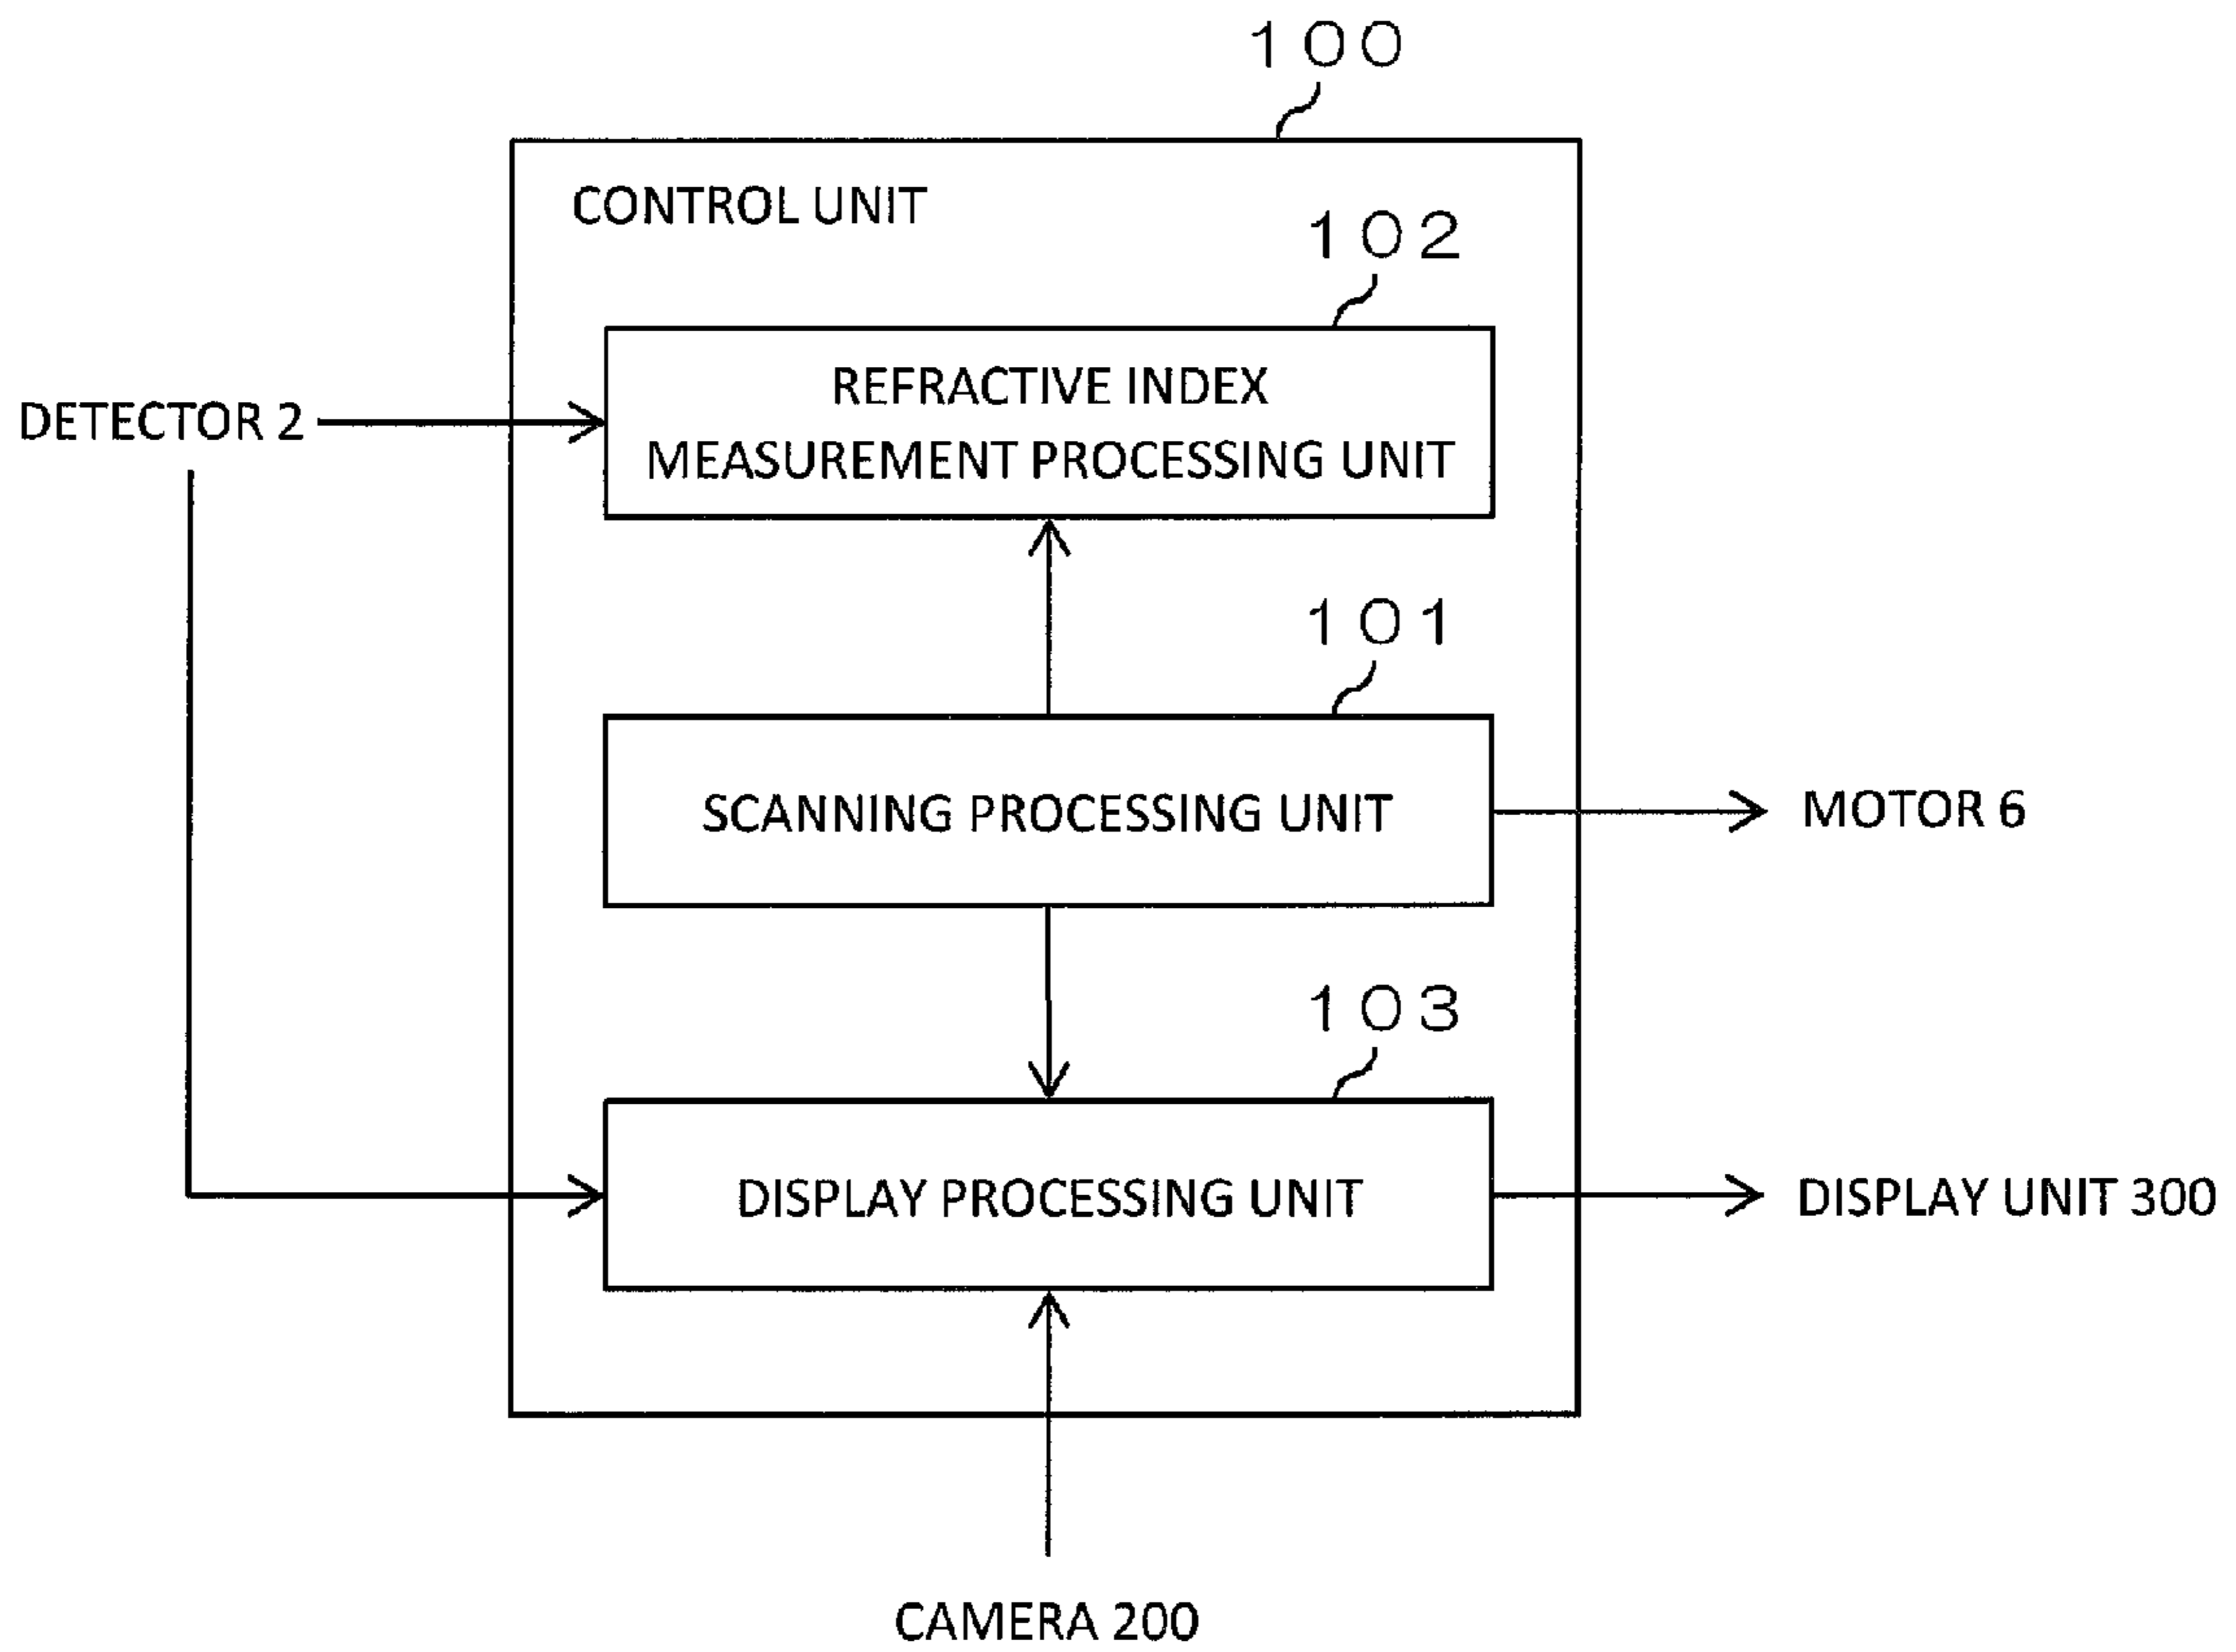 100
CONTROL UNIT
102
REFRACTIVE INDEX
MEASUREMENT PROCESSING UNIT
DETECTOR 2
101
SCANNING PROCESSING UNIT
MOTOR 6
103
DISPLAY PROCESSING UNIT
DISPLAY UNIT 300
CAMERA 200